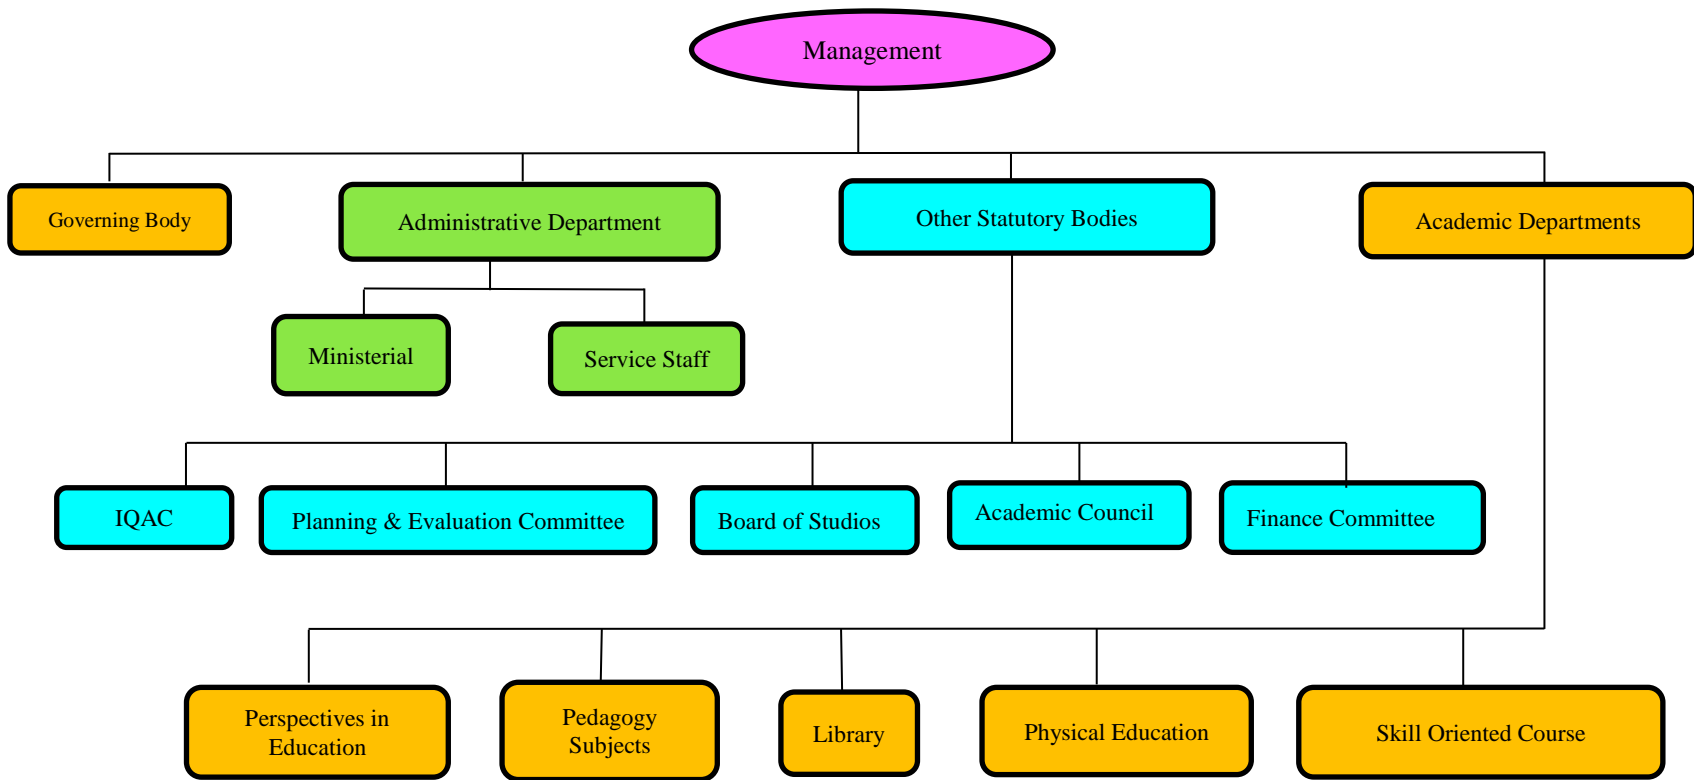 Management
Governing Body
Administrative Department
Other Statutory Bodies
Academic Departments
Ministerial
Service Staff
IQAC
Planning & Evaluation Committee
Board of Studios
Academic Council
Finance Committee
Perspectives in
Education
Pedagogy
Subjects
Library
Physical Education
Skill Oriented Course